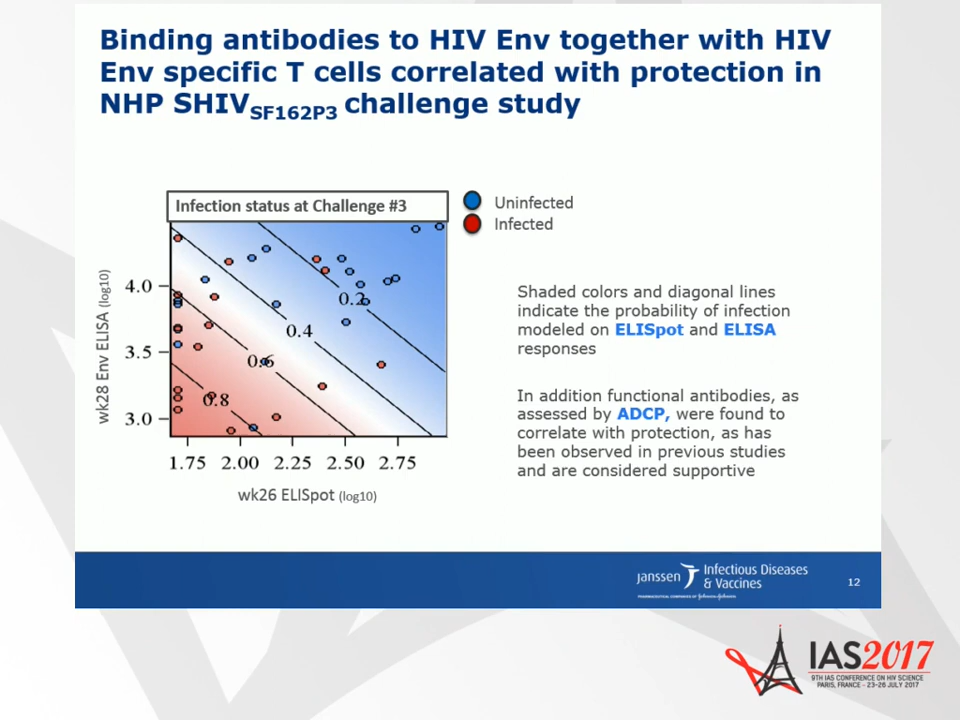 Binding antibodies to HIV Env together with HIV
Env specific T cells correlated with protection in
NHP SHIVSF162P3 challenge study
Infection status at Challenge #3
Uninfected
Infected
wk28 Env ELISA (log10)
4.0
3.5
3.0
0.2
0.4
0.6
0.8
1.75 2.00 2.25 2.50 2.75
wk26 ELISpot (log10)
Shaded colors and diagonal lines
indicate the probability of infection
modeled on ELISpot and ELISA
responses
In addition functional antibodies, as
assessed by ADCP, were found to
correlate with protection, as has
been observed in previous studies
and are considered supportive
janssen Infectious Diseases
& Vaccines
PHARMACEUTICAL COMPANIES OF Johnson-Johnson
12
IAS2017
9TH IAS CONFERENCE ON HIV SCIENCE
PARIS, FRANCE - 23-26 JULY 2017